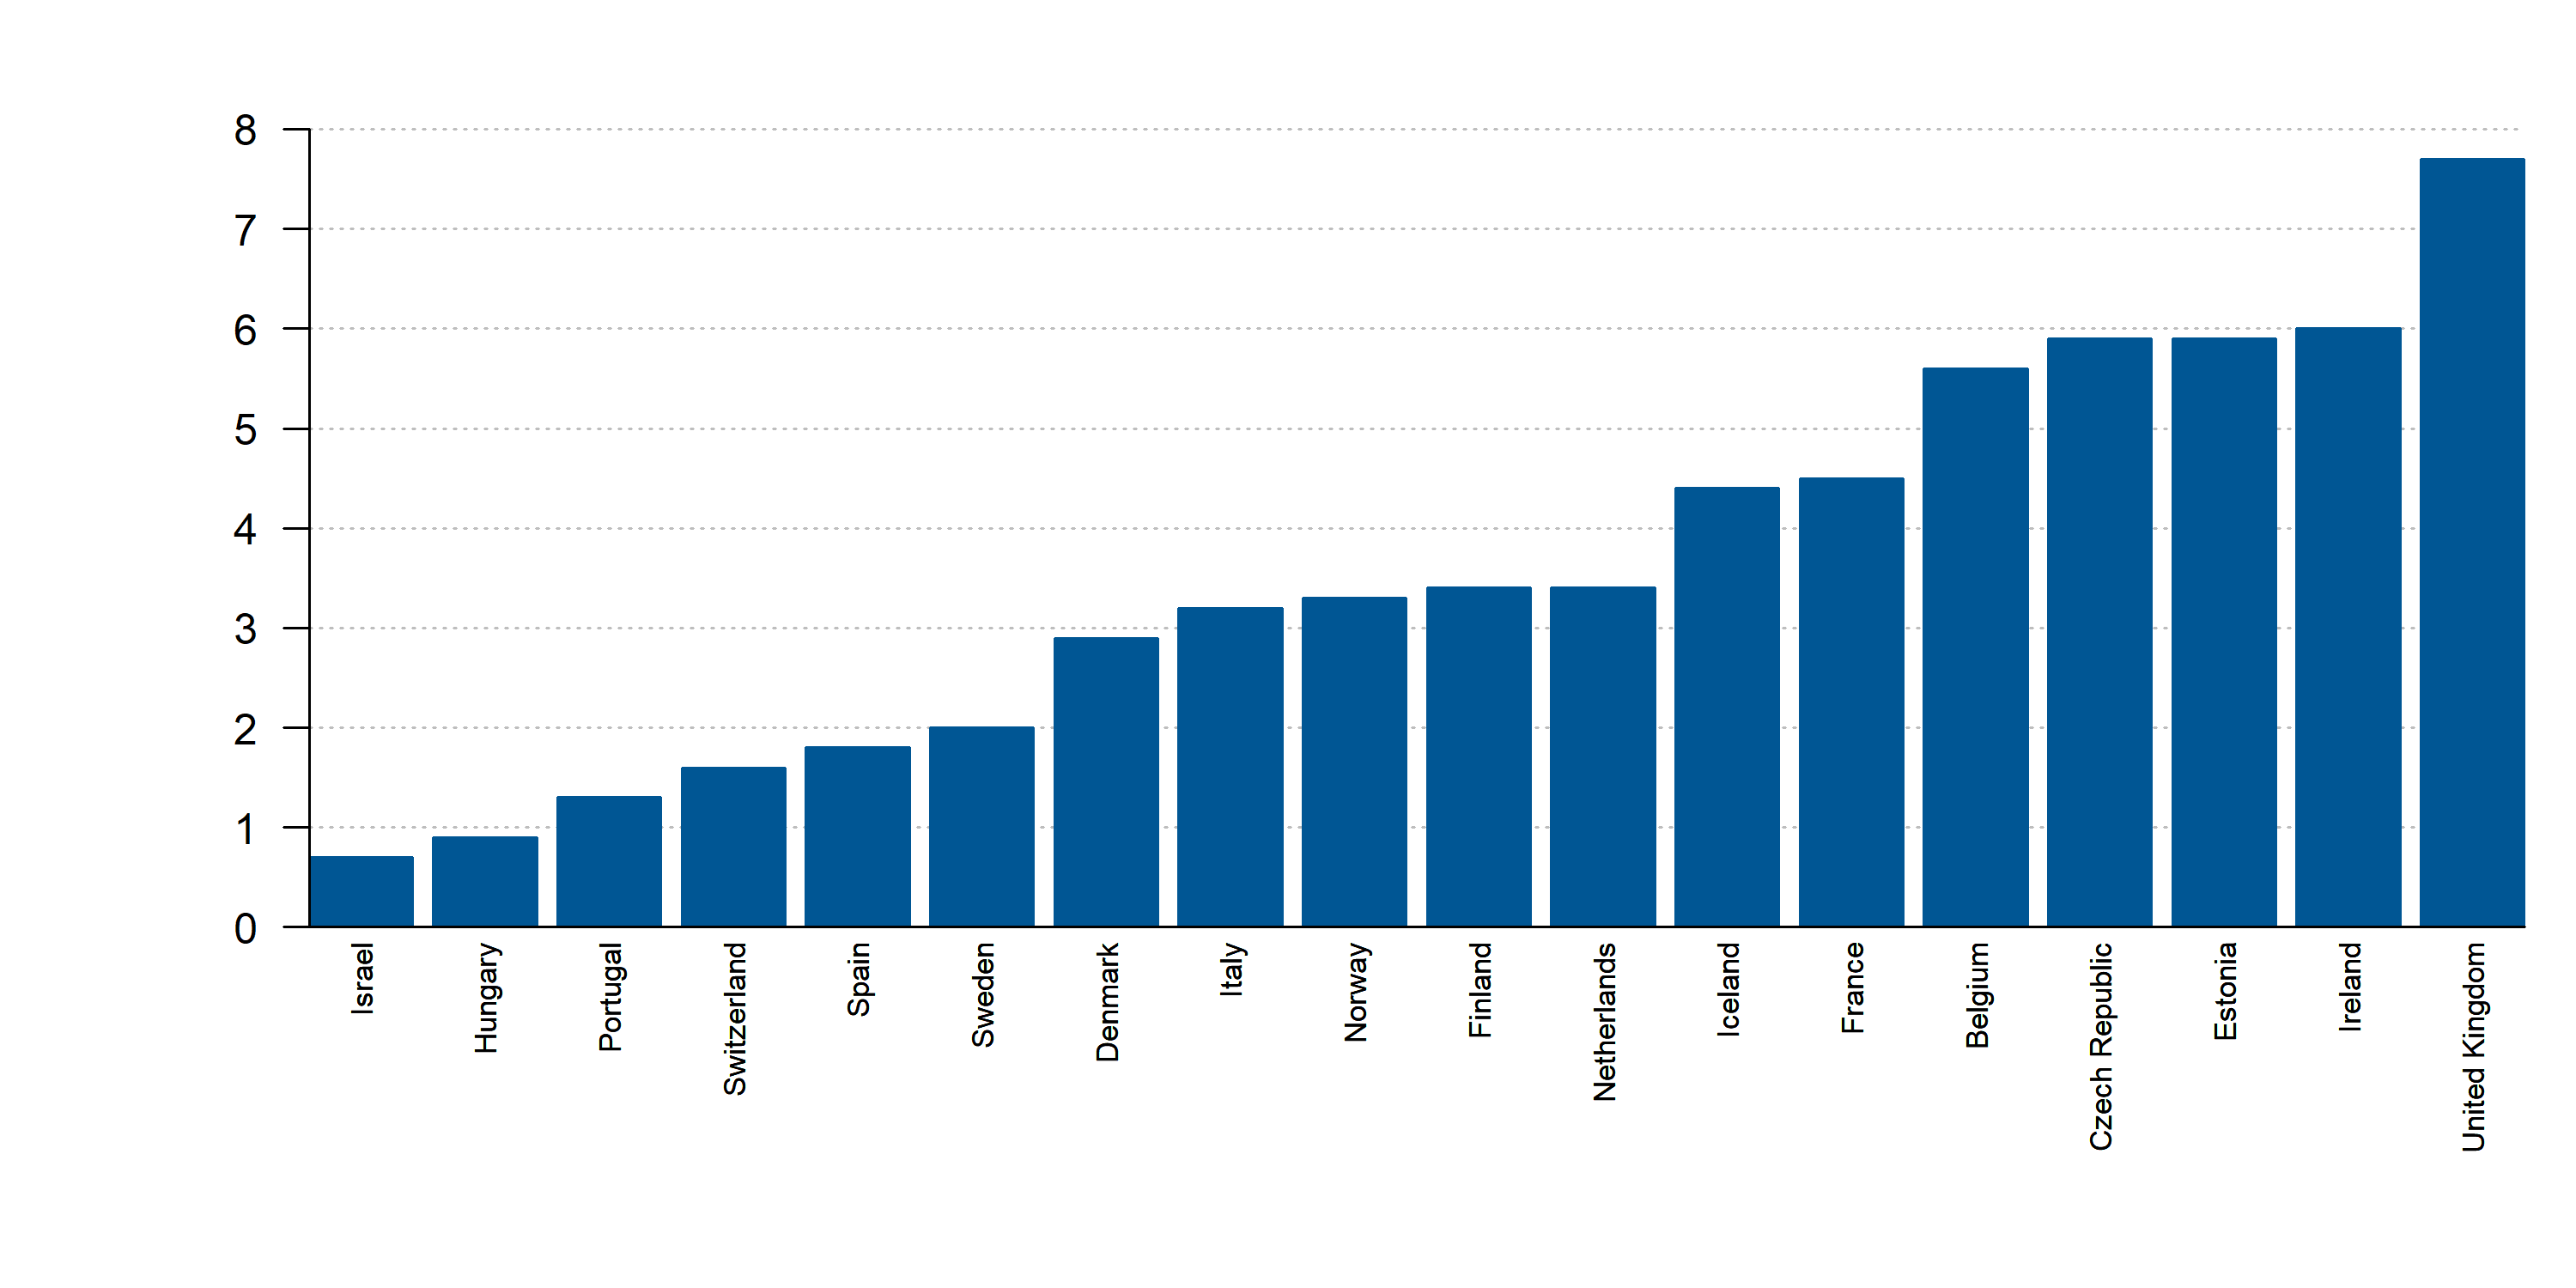 8
7
6
5
4
3
2
1
0
Israel
Hungary
Portugal
Switzerland
Spain
Sweden
Denmark
Italy
Norway
Finland
Netherlands
Iceland
France
Belgium
Czech Republic
Estonia
Ireland
United Kingdom